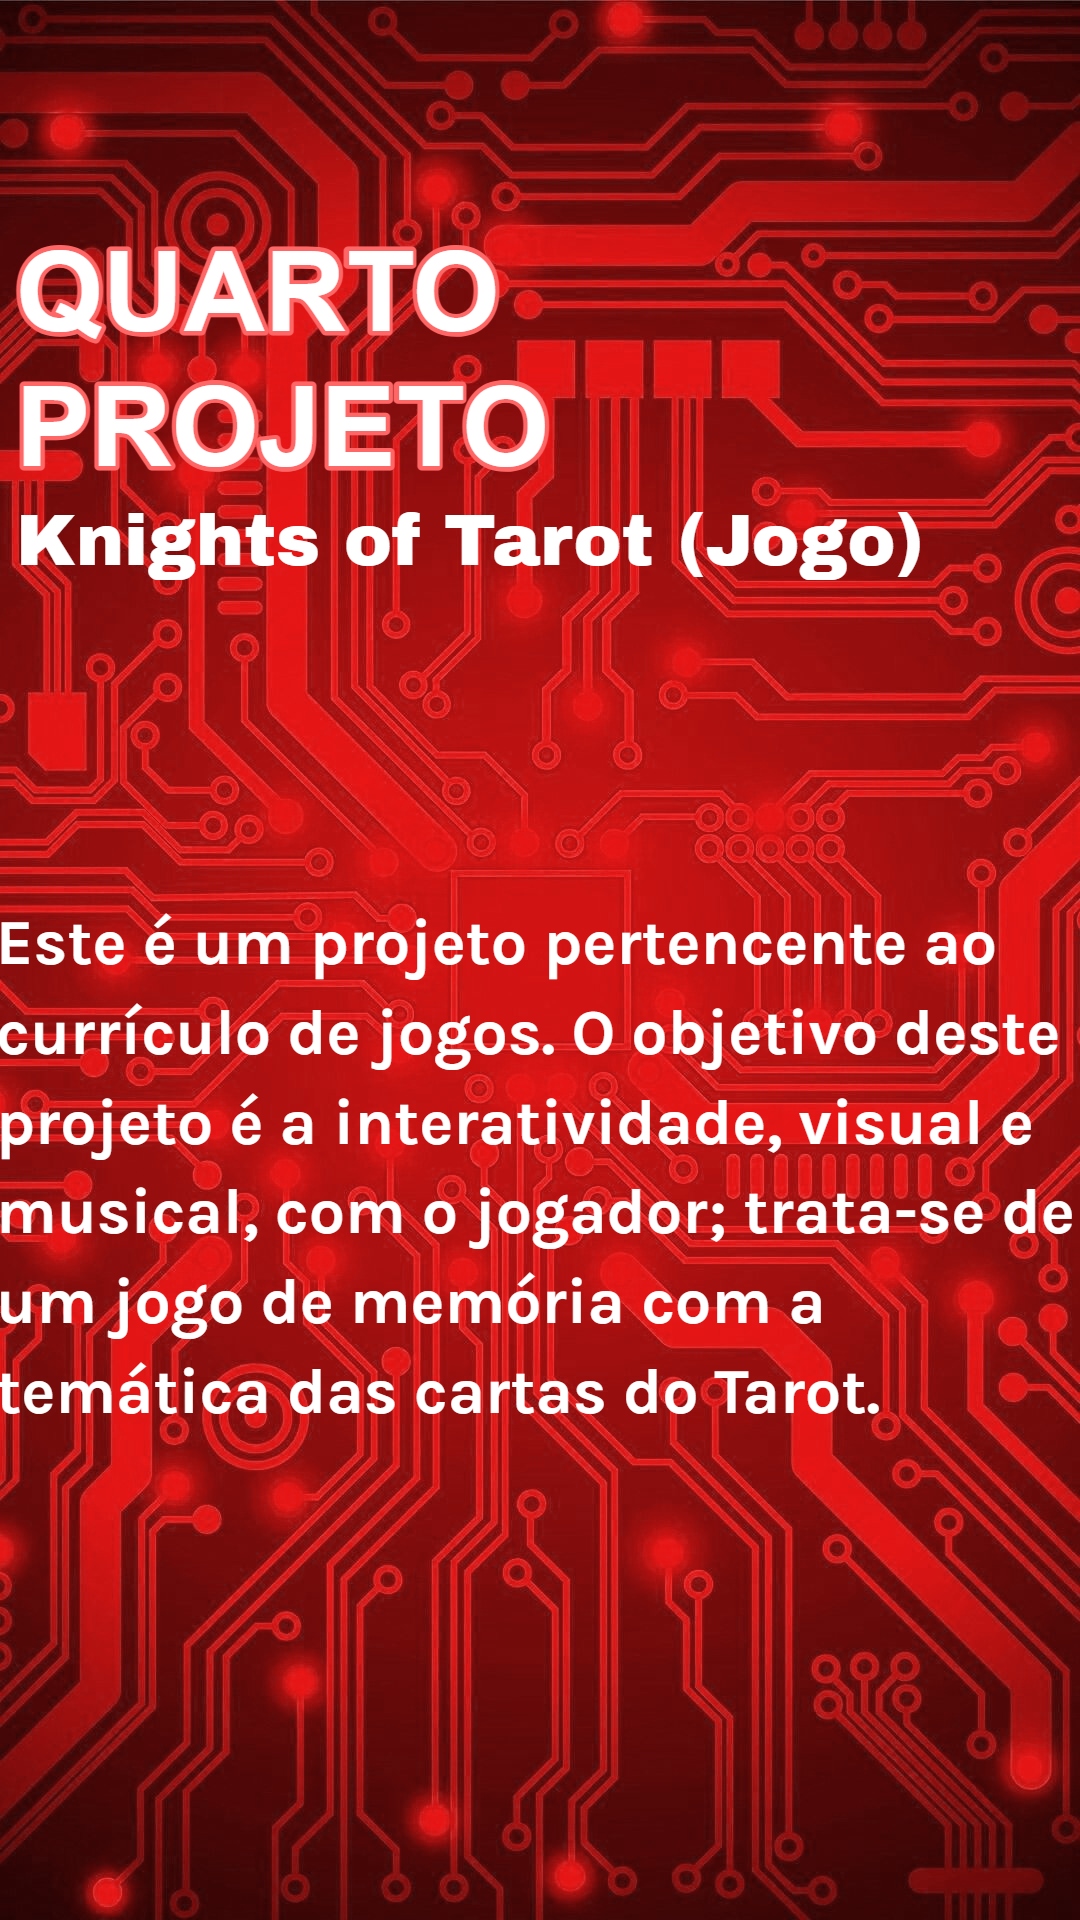 QUARTO
PROJETO
Knights of Tarot (Jogo)
Este é um projeto pertencente ao
currículo de jogos. O objetivo deste
projeto é a interatividade, visual e
musical, com o jogador; trata-se de
um jogo de memória com a
temática das cartas do Tarot.